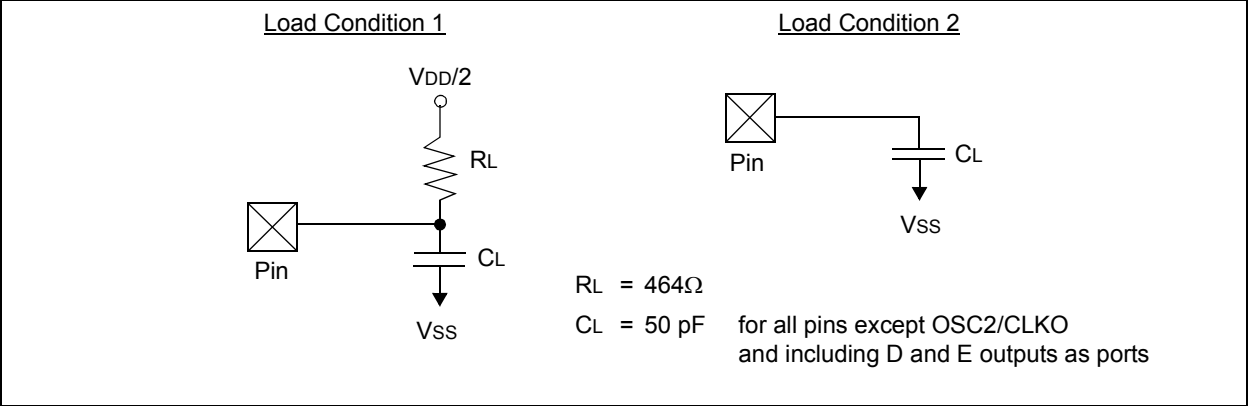 Load Condition 1
VDD/2
RL
Pin
CL
VSS
Load Condition 2
Pin
CL
VSS
RL = 464Ω
CL = 50 pF for all pins except OSC2/CLKO
and including D and E outputs as ports